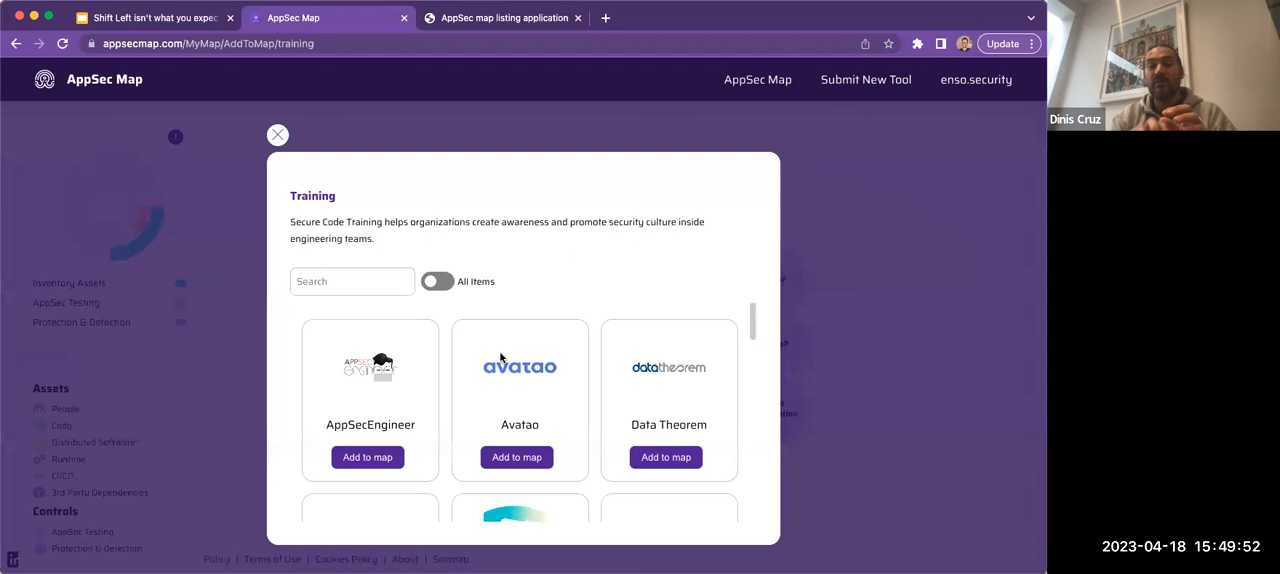 Shift Left isn't what you expec
AppSec Map
AppSec map listing application
appsecmap.com/MyMap/AddToMap/training
Update
AppSec Map
AppSec Map
Submit New Tool
enso.security
Dinis Cruz
Training
Secure Code Training helps organizations create awareness and promote security culture inside
engineering teams.
Search
All Items
Inventory Assets
AppSec Testing
Protection & Detection
avatao
datatheorem
AppSecEngineer
Avatao
Data Theorem
Add to map
Add to map
Add to map
Assets
People
Code
Distributed Software
Runtime
CI/CD
3rd Party Dependencies
Controls
AppSec Testing
Protection & Detection
Policy | Terms of Use | Cookies Policy | About | Sitemap
2023-04-18 15:49:52